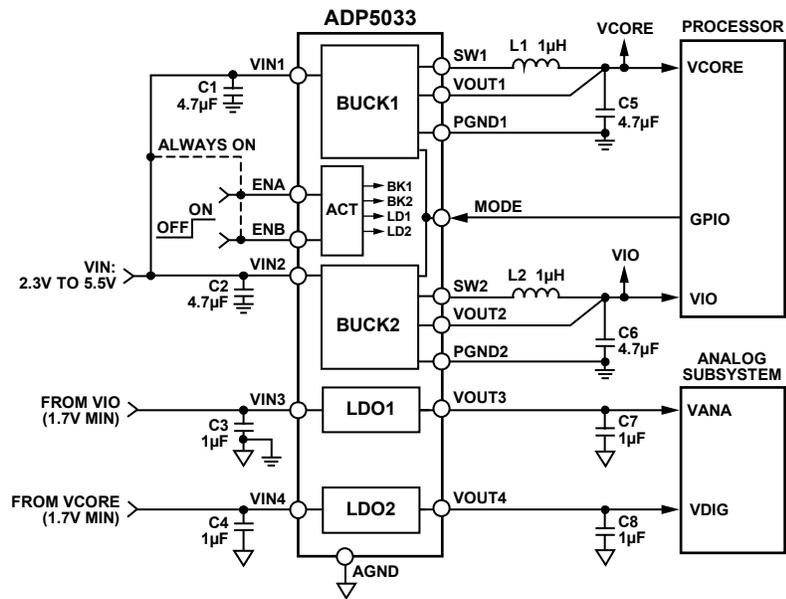 ADP5033
PROCESSOR
VCORE
L1 1µH
SW1
VIN1
VCORE
C1
4.7µF
BUCK1
VOUT1
C5
4.7µF
PGND1
ALWAYS ON
ENA
ACT
BK1
BK2
LD1
LD2
MODE
GPIO
ON
OFF
ENB
VIN:
2.3V TO 5.5V
VIN2
C2
4.7µF
BUCK2
VIO
L2 1µH
SW2
VIO
VOUT2
C6
4.7µF
PGND2
ANALOG
SUBSYSTEM
FROM VIO
(1.7V MIN)
VIN3
LDO1
VOUT3
VANA
C3
1µF
C7
1µF
FROM VCORE
(1.7V MIN)
VIN4
LDO2
VOUT4
VDIG
C4
1µF
C8
1µF
AGND